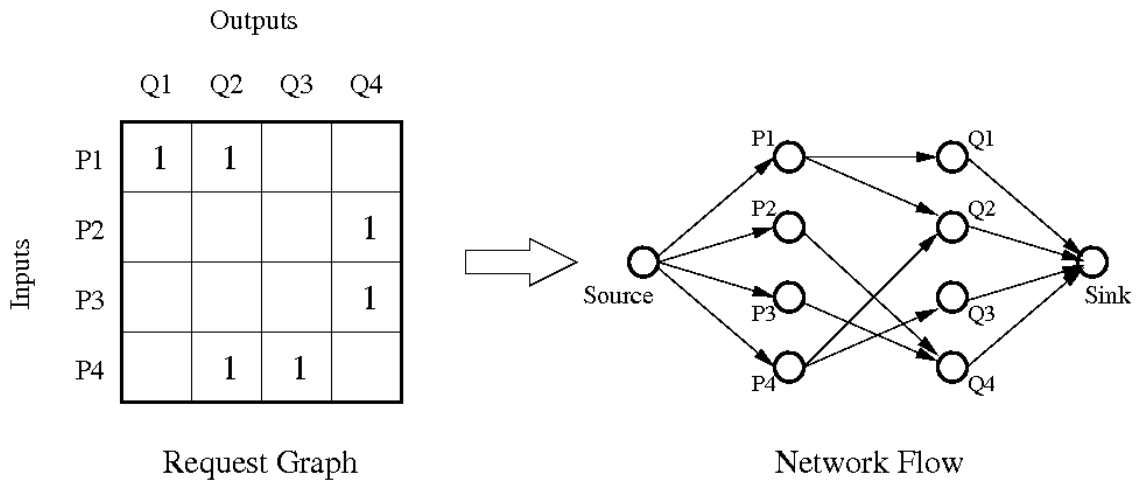 Outputs
Q1 Q2 Q3 Q4
Inputs
P1 1 1
P2 1
P3 1
P4 1 1
Request Graph
P1 Q1
P2 Q2
Source Sink
P3 Q3
P4 Q4
Network Flow